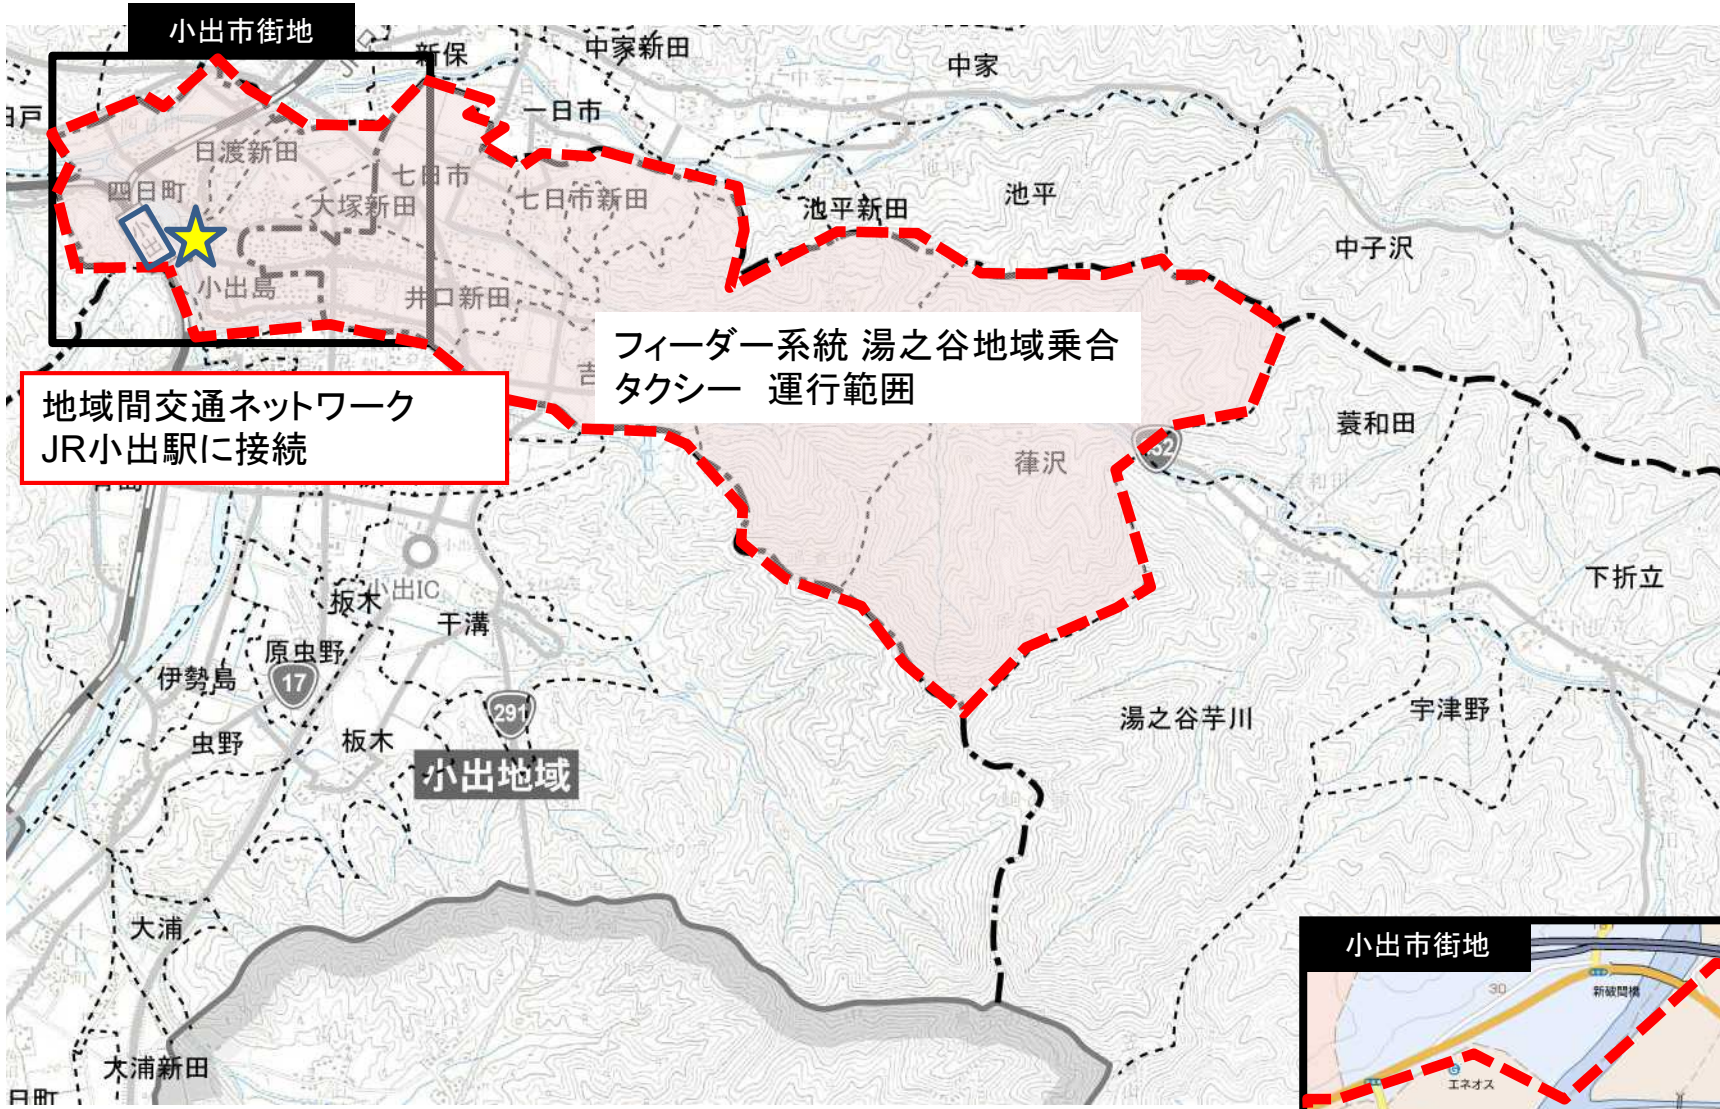 小出市街地
新保
中家新田
中家
一日市
日渡新田
四日町
大塚新田
七日市
七日市新田
池平新田
池平
中子沢
小出島
井口新田
フィーダー系統 湯之谷地域乗合
タクシー 運行範囲
地域間交通ネットワーク
JR小出駅に接続
葎沢
蓑和田
下折立
小出IC
板木
干溝
原虫野
伊勢島
17
291
虫野
板木
小出地域
湯之谷芋川
宇津野
大浦
大浦新田
日町
小出市街地
30
新破間橋
エネオス